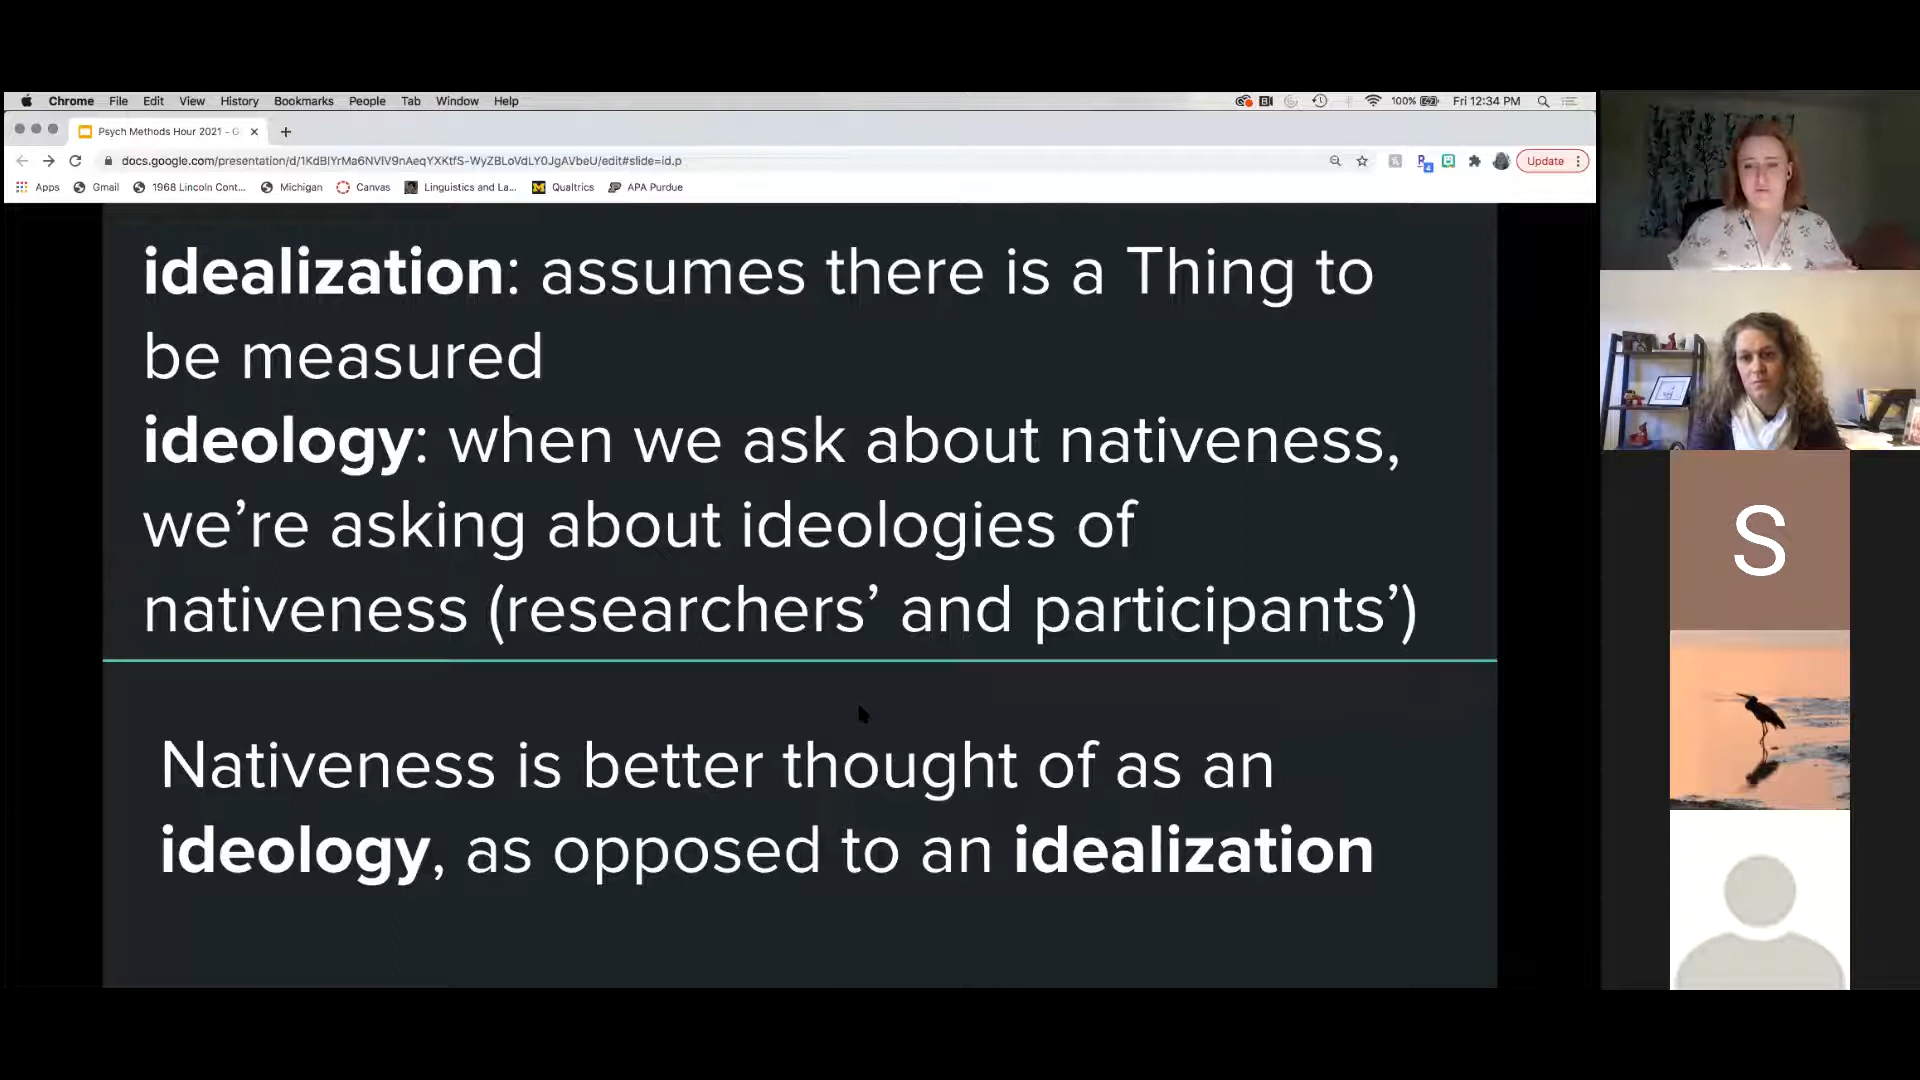 Chrome File Edit View History Bookmarks People Tab Window Help 100% Fri 12:34 PM
Psych Methods Hour 2021 - G
docs.google.com/presentation/d/1KdBlYrMa6NVlV9nAeqYXKtfS-WyZBLoVdLY0JgAVbeU/edit#slide=id.p Update
Apps Gmail 1968 Lincoln Cont... Michigan Canvas Linguistics and La... Qualtrics APA Purdue
idealization: assumes there is a Thing to
be measured
ideology: when we ask about nativeness,
we’re asking about ideologies of
nativeness (researchers’ and participants’)
Nativeness is better thought of as an
ideology, as opposed to an idealization
S